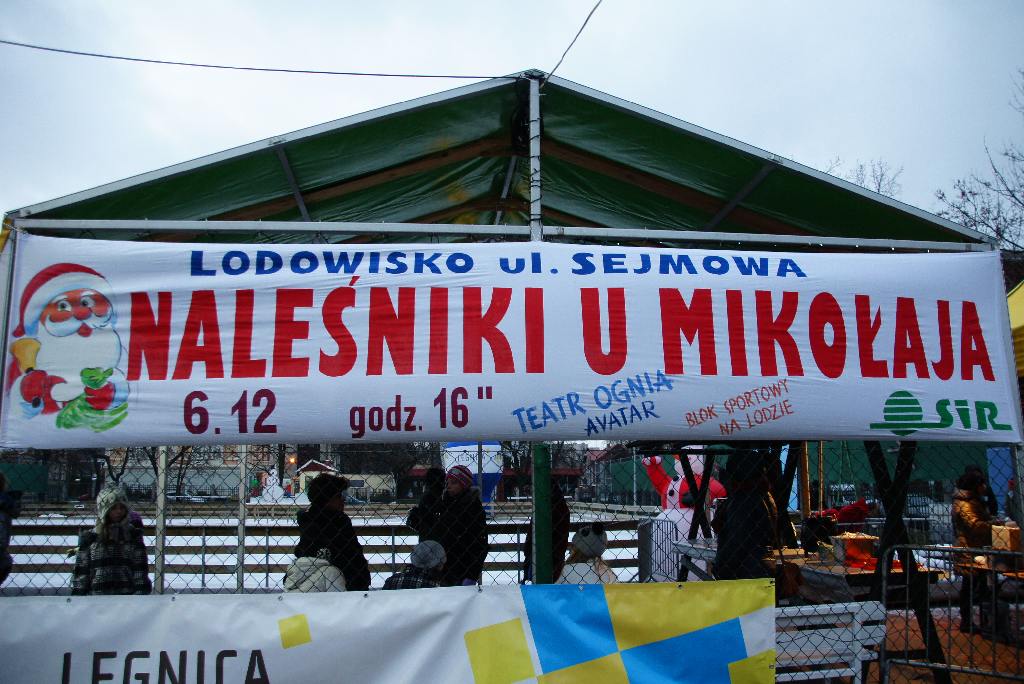 LODOWISKO ul. SEJMOWA
NALEŚNIKI U MIKOŁAJA
6.12 godz. 16"
TEATR OGNIA
AVATAR
BLOK SPORTOWY
NA LODZIE
SiR
LEGNICA